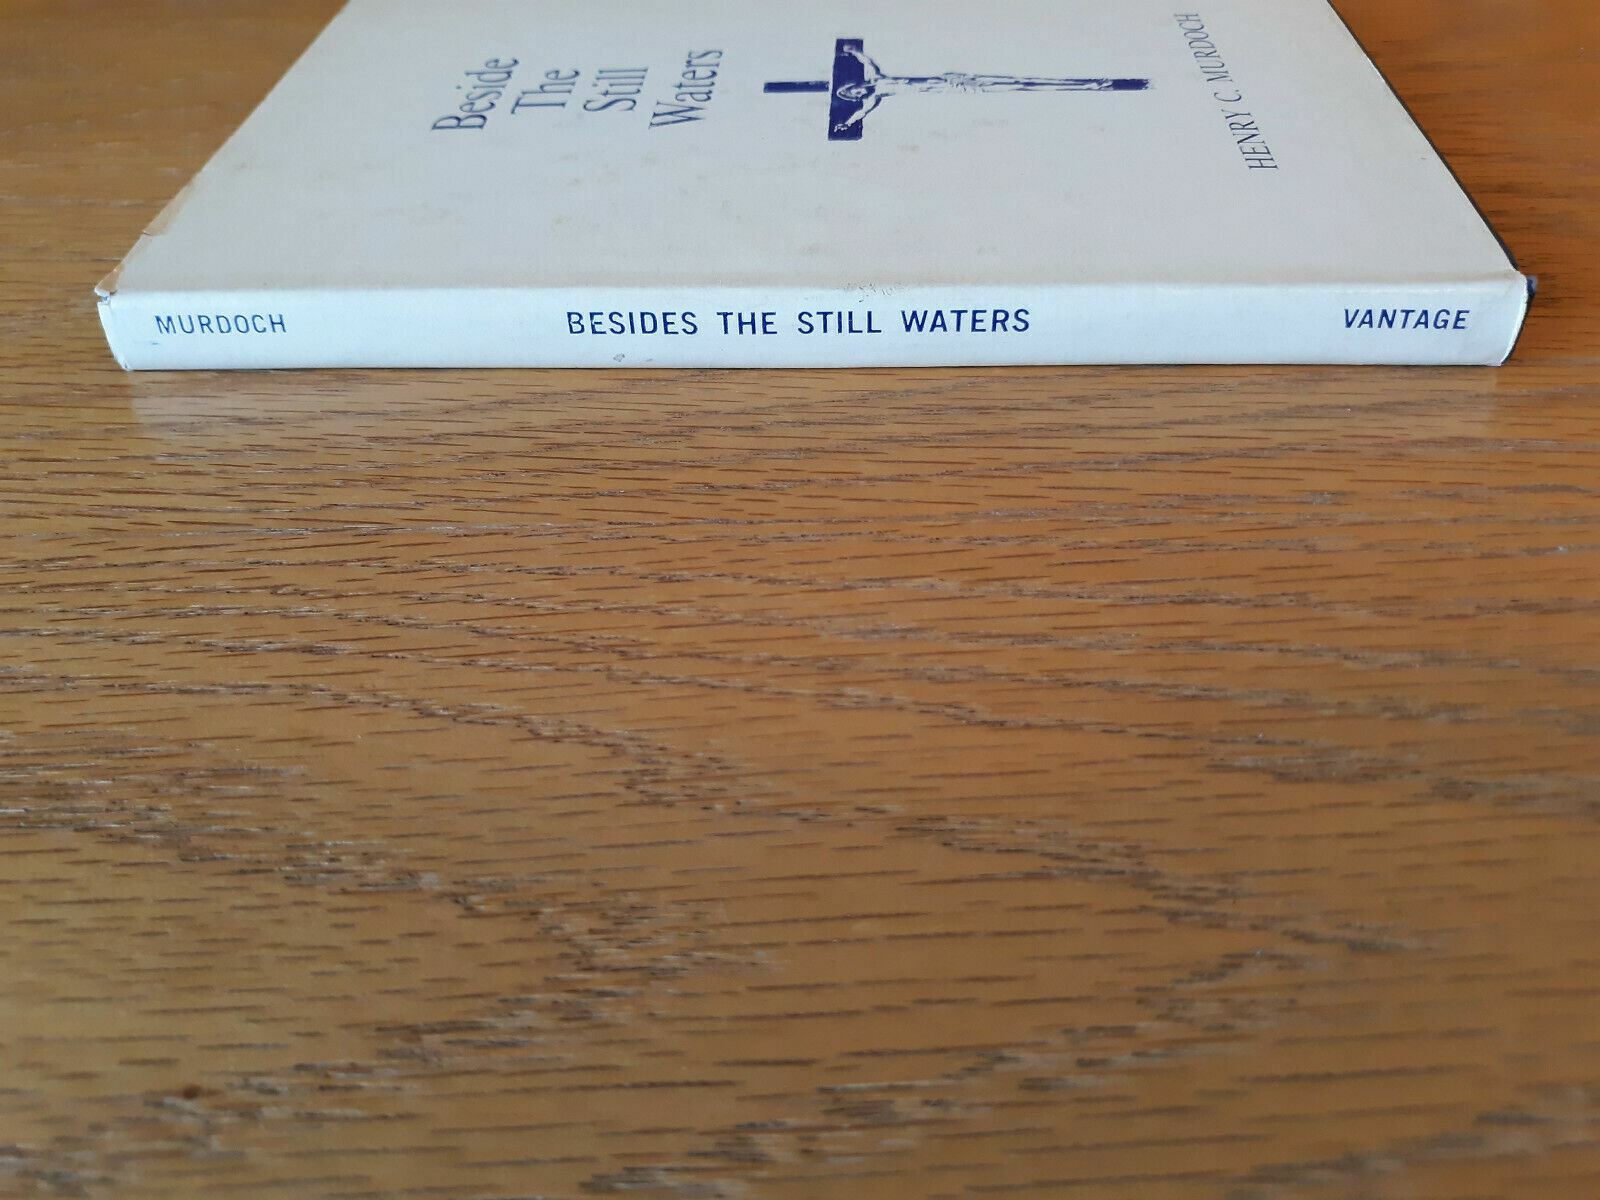 Beside
The
Still
Waters
HENRY C. MURDOCH
MURDOCH
BESIDES THE STILL WATERS
VANTAGE